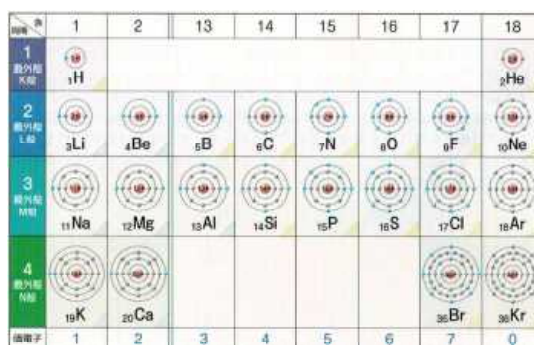 族 1 2 13 14 15 16 17 18
周期
1
最外殻
K殻
1H 2He
2
最外殻
L殻
3Li 4Be 5B 6C 7N 8O 9F 10Ne
3
最外殻
M殻
11Na 12Mg 13Al 14Si 15P 16S 17Cl 18Ar
4
最外殻
N殻
19K 20Ca 35Br 36Kr
価電子 1 2 3 4 5 6 7 0